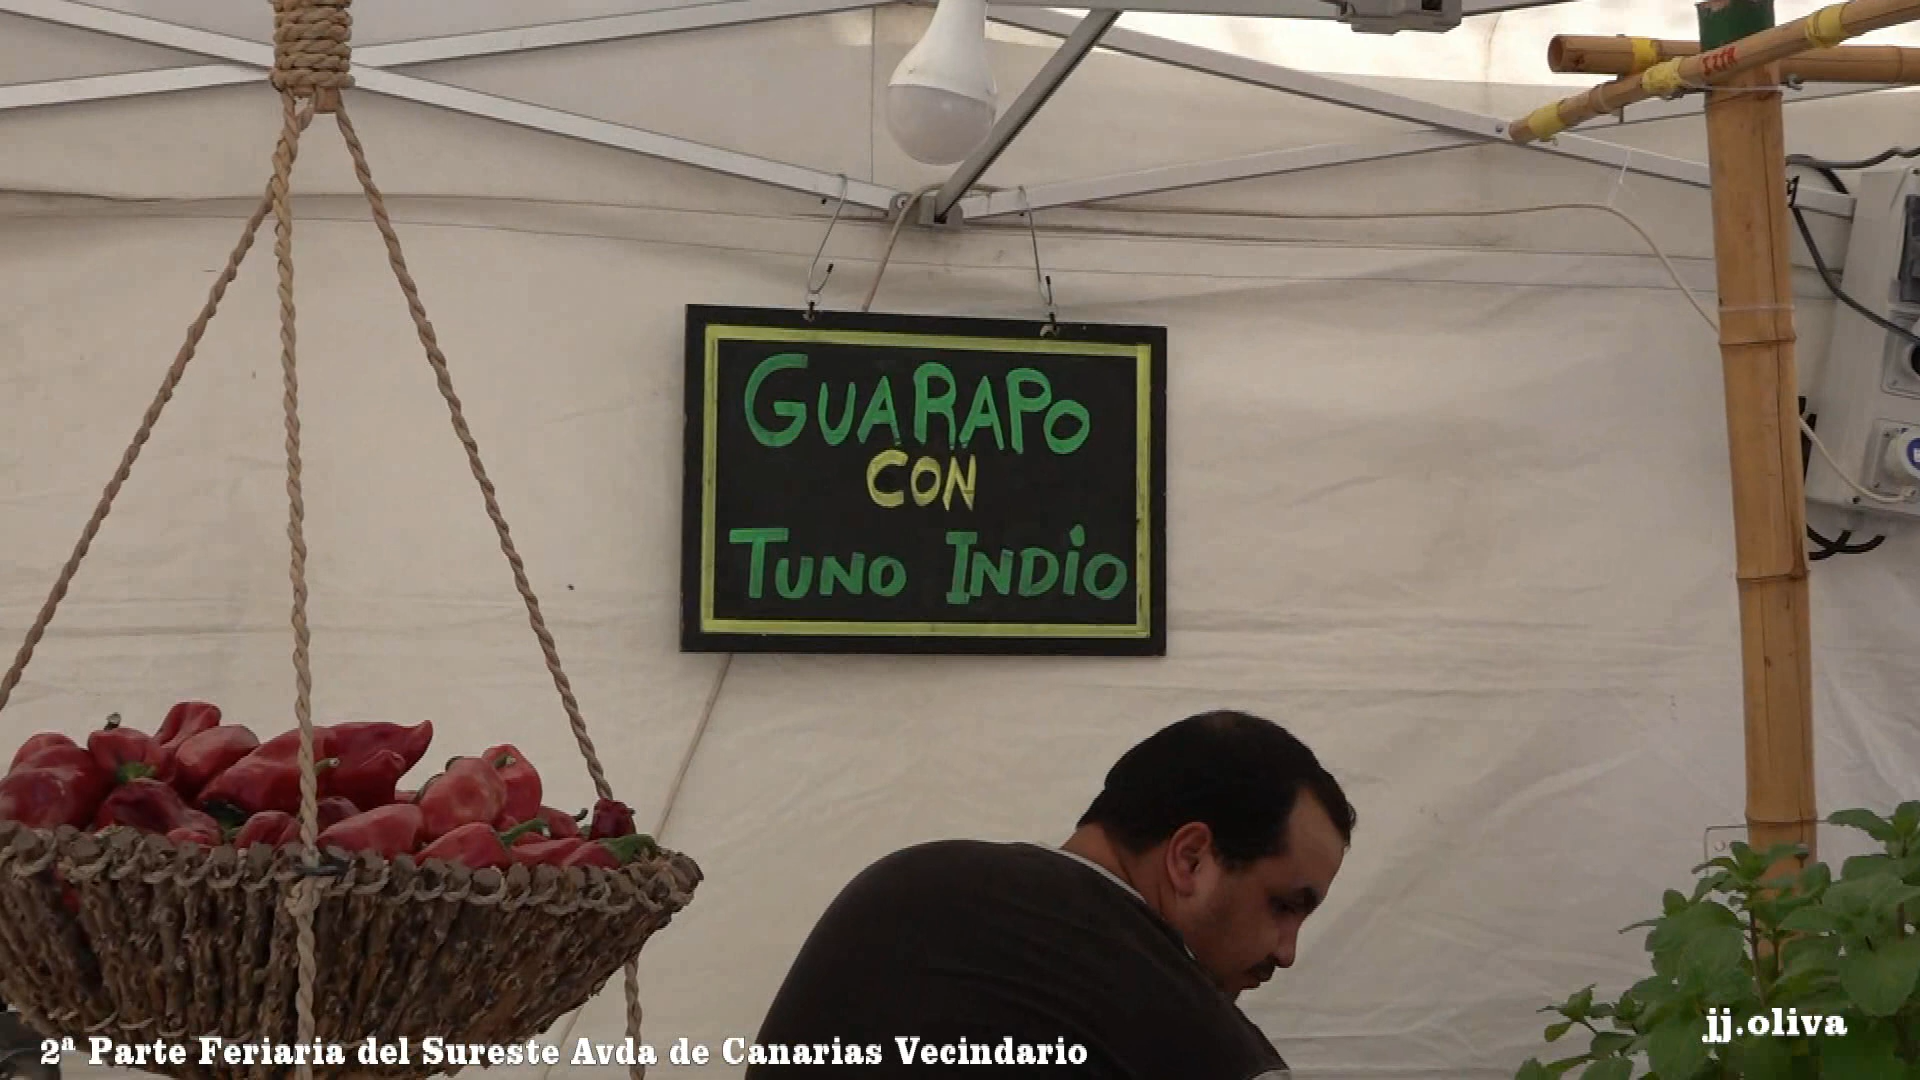 GUARAPO
CON
TUNO INDIO
2ª Parte Feriaria del Sureste Avda de Canarias Vecindario
jj.oliva